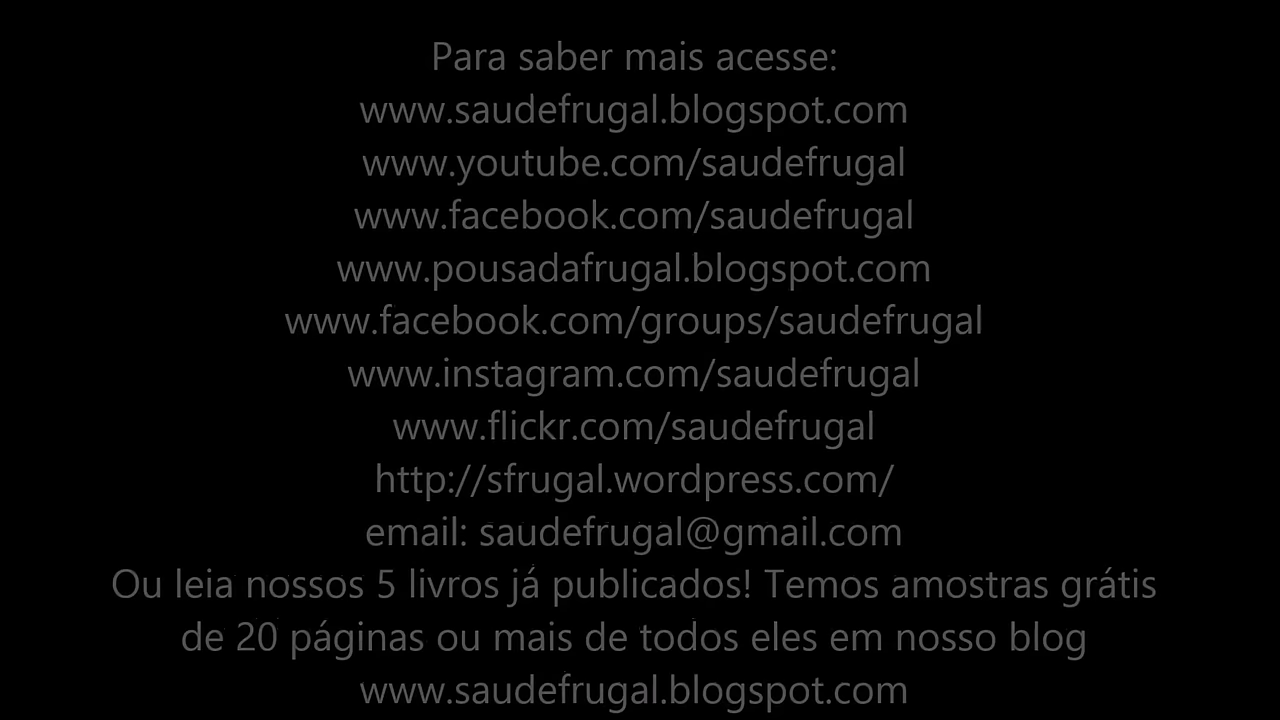 Para saber mais acesse:
www.saudefrugal.blogspot.com
www.youtube.com/saudefrugal
www.facebook.com/saudefrugal
www.pousadafrugal.blogspot.com
www.facebook.com/groups/saudefrugal
www.instagram.com/saudefrugal
www.flickr.com/saudefrugal
http://sfrugal.wordpress.com/
email: saudefrugal@gmail.com
Ou leia nossos 5 livros já publicados! Temos amostras grátis
de 20 páginas ou mais de todos eles em nosso blog
www.saudefrugal.blogspot.com